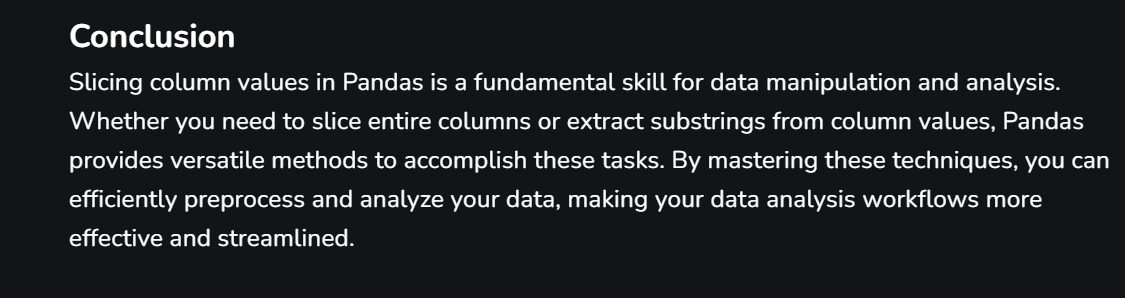 Conclusion
Slicing column values in Pandas is a fundamental skill for data manipulation and analysis.
Whether you need to slice entire columns or extract substrings from column values, Pandas
provides versatile methods to accomplish these tasks. By mastering these techniques, you can
efficiently preprocess and analyze your data, making your data analysis workflows more
effective and streamlined.